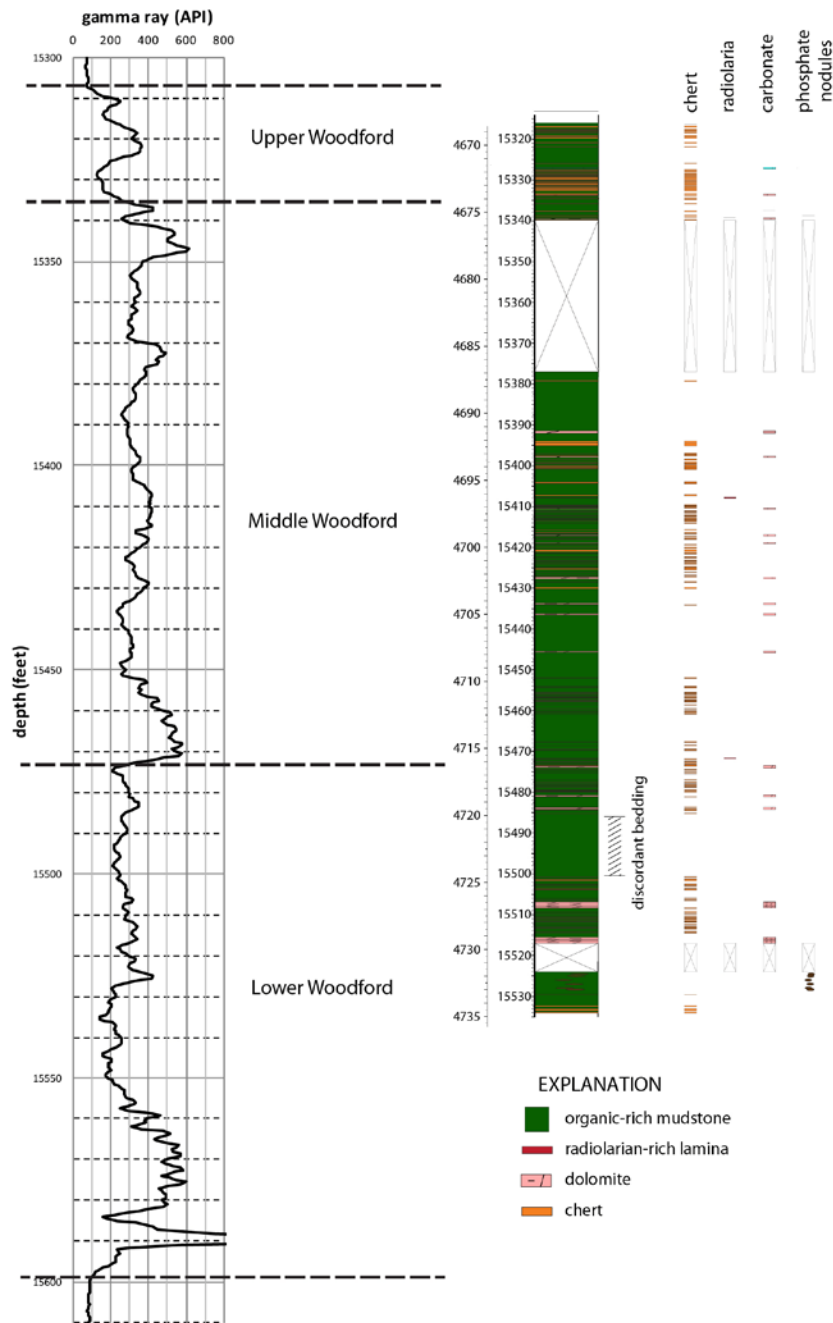 gamma ray (API)
0 200 400 600 800
depth (feet)
15300
15350
15400
15450
15500
15550
15600
Upper Woodford
Middle Woodford
Lower Woodford
chert
radiolaria
carbonate
phosphate
nodules
4670
4675
4680
4685
4690
4695
4700
4705
4710
4715
4720
4725
4730
4735
15320
15330
15340
15350
15360
15370
15380
15390
15400
15410
15420
15430
15440
15450
15460
15470
15480
15490
15500
15510
15520
15530
discordant bedding
EXPLANATION
organic-rich mudstone
radiolarian-rich lamina
dolomite
chert